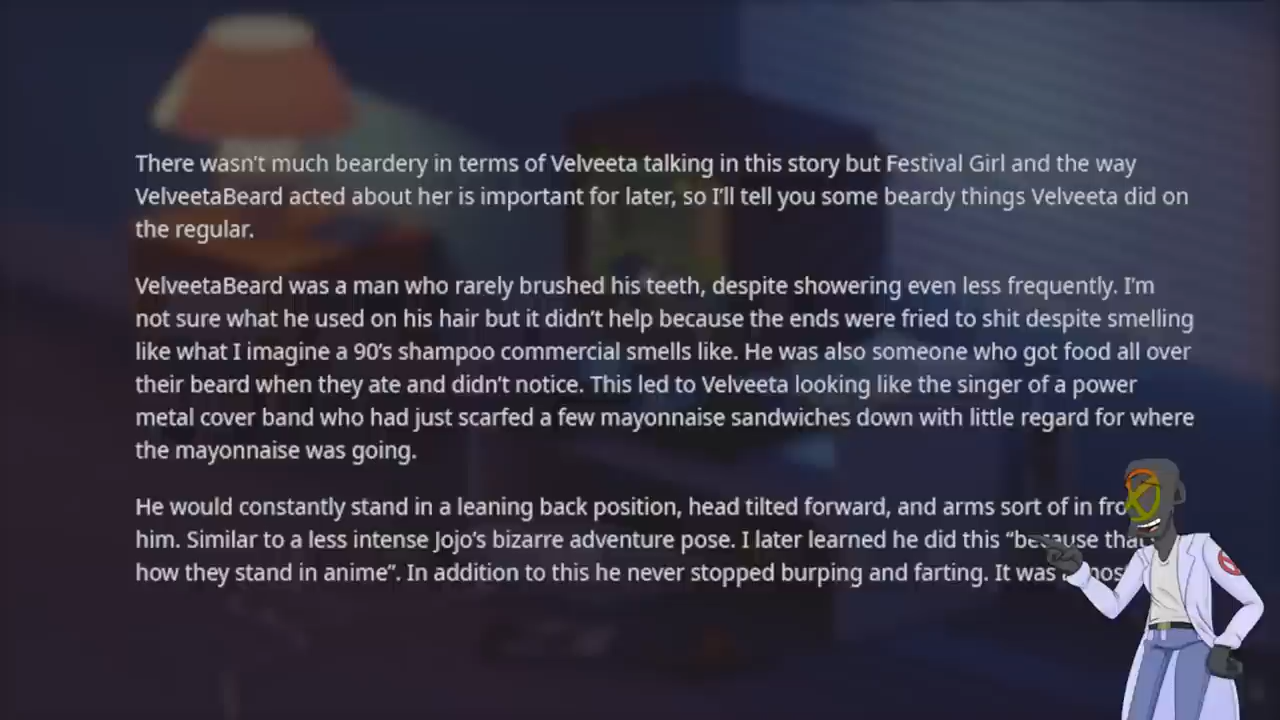 There wasn't much beardery in terms of Velveeta talking in this story but Festival Girl and the way
VelveetaBeard acted about her is important for later, so I'll tell you some beardy things Velveeta did on
the regular.
VelveetaBeard was a man who rarely brushed his teeth, despite showering even less frequently. I'm
not sure what he used on his hair but it didn't help because the ends were fried to shit despite smelling
like what I imagine a 90's shampoo commercial smells like. He was also someone who got food all over
their beard when they ate and didn't notice. This led to Velveeta looking like the singer of a power
metal cover band who had just scarfed a few mayonnaise sandwiches down with little regard for where
the mayonnaise was going.
He would constantly stand in a leaning back position, head tilted forward, and arms sort of in
him. Similar to a less intense Jojo's bizarre adventure pose. I later learned he did this “because
how they stand in anime”. In addition to this he never stopped burping and farting. It was